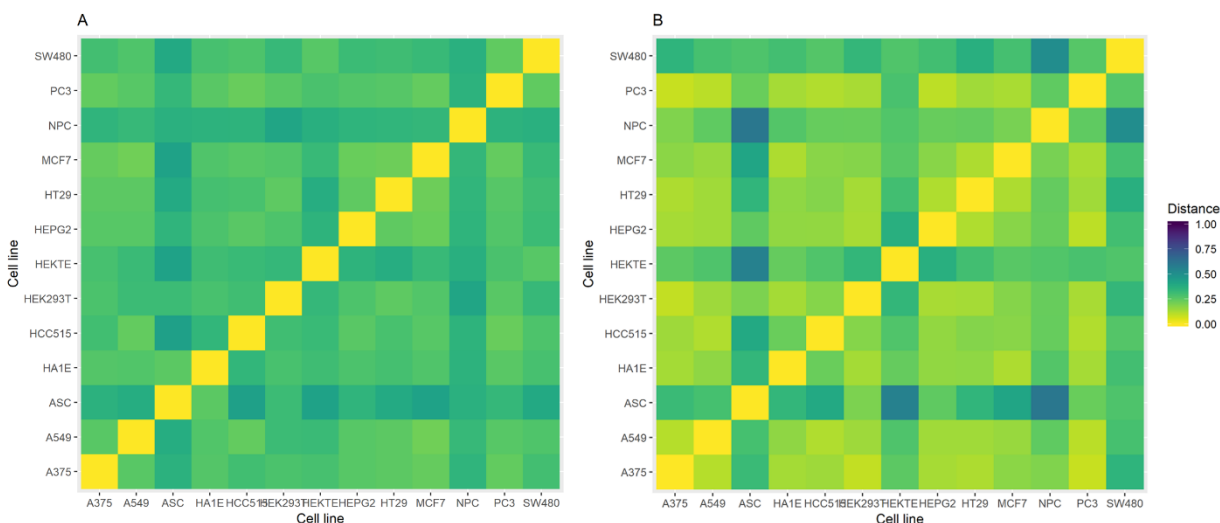 A
SW480
PC3
NPC
MCF7
HT29
HEPG2
HEKTE
HEK293T
HCC515
HA1E
ASC
A549
A375
Cell line
A375 A549 ASC HA1E HCC515 HEK293T HEKTE HEPG2 HT29 MCF7 NPC PC3 SW480
Cell line
B
SW480
PC3
NPC
MCF7
HT29
HEPG2
HEKTE
HEK293T
HCC515
HA1E
ASC
A549
A375
Cell line
A375 A549 ASC HA1E HCC515 HEK293T HEKTE HEPG2 HT29 MCF7 NPC PC3 SW480
Cell line
Distance
1.00
0.75
0.50
0.25
0.00